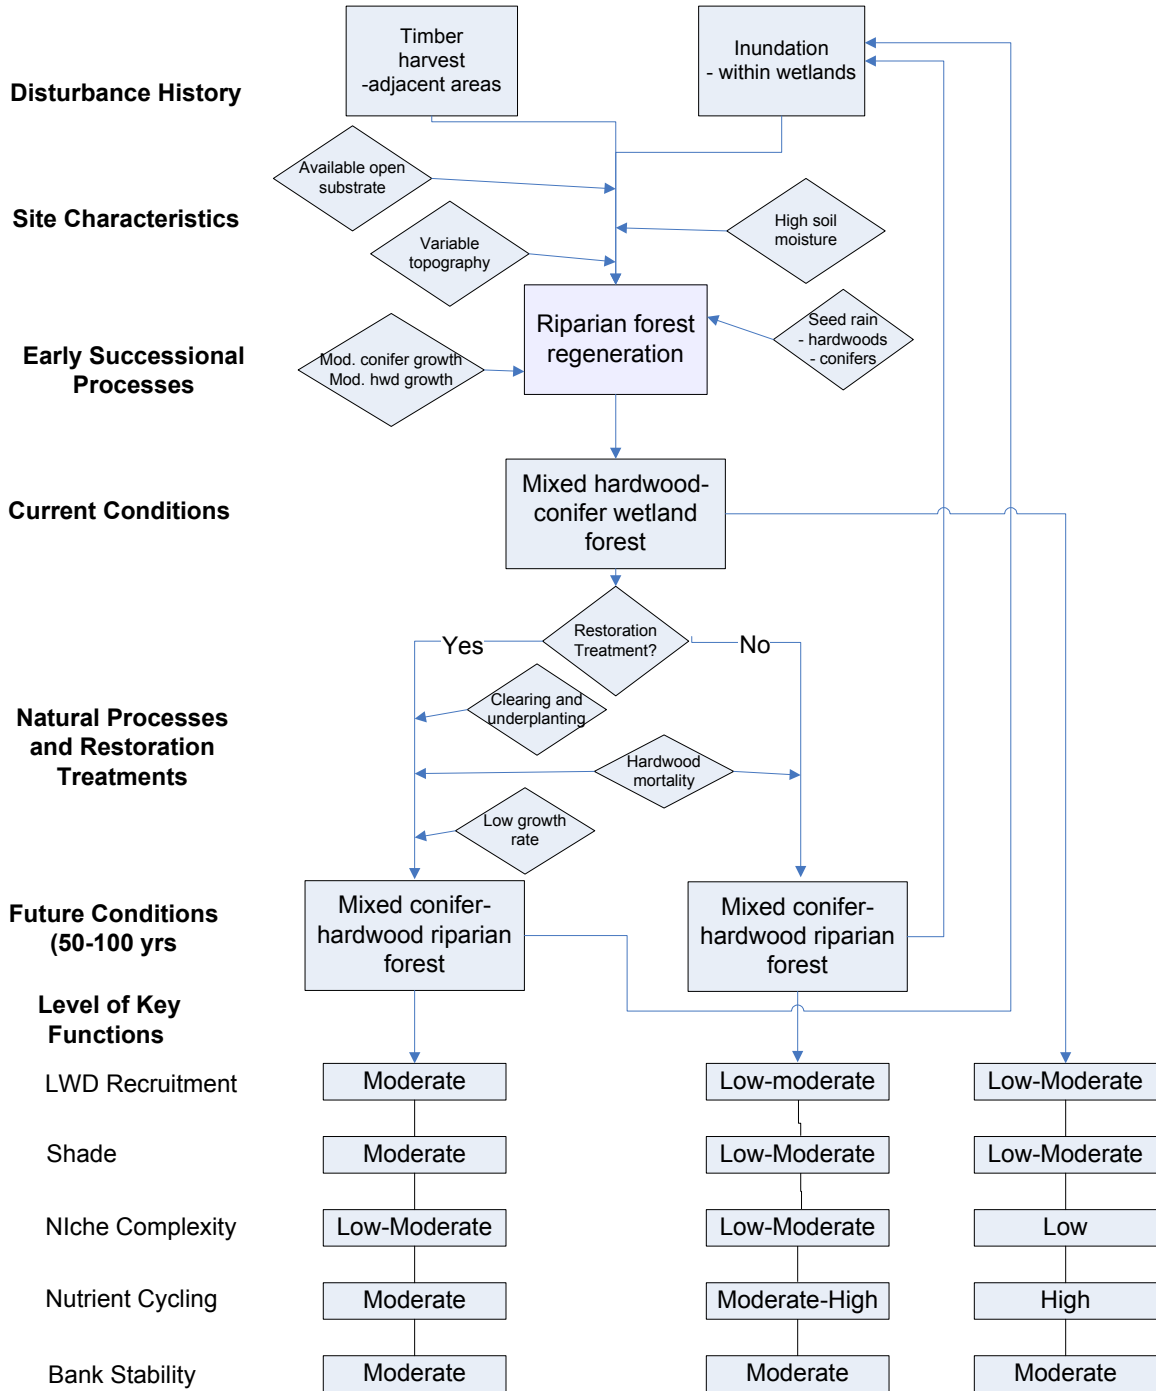 Timber
harvest
-adjacent areas
Inundation
- within wetlands
Disturbance History
Available open
substrate
Site Characteristics
High soil
moisture
Variable
topography
Riparian forest
regeneration
Seed rain
- hardwoods
- conifers
Early Successional
Processes
Mod. conifer growth
Mod. hwd growth
Current Conditions
Mixed hardwood-
conifer wetland
forest
Restoration
Treatment?
Yes
No
Clearing and
underplanting
Natural Processes
and Restoration
Treatments
Hardwood
mortality
Low growth
rate
Future Conditions
(50-100 yrs
Mixed conifer-
hardwood riparian
forest
Mixed conifer-
hardwood riparian
forest
Level of Key
Functions
LWD Recruitment
Moderate
Low-moderate
Low-Moderate
Shade
Moderate
Low-Moderate
Low-Moderate
NIche Complexity
Low-Moderate
Low-Moderate
Low
Nutrient Cycling
Moderate
Moderate-High
High
Bank Stability
Moderate
Moderate
Moderate